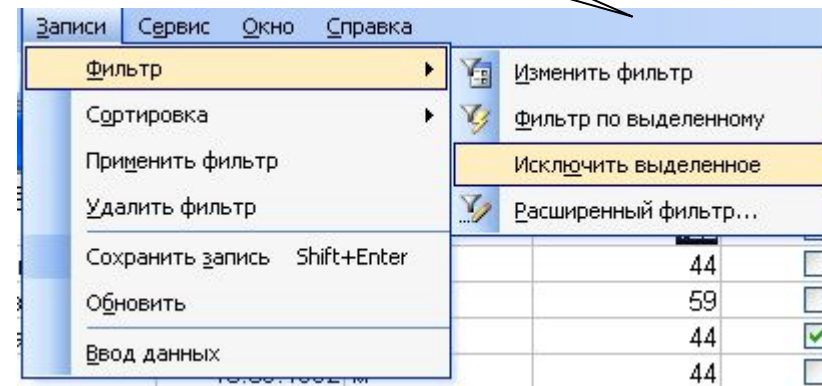 Записи Сервис Окно Справка
Фильтр
Сортировка
Применить фильтр
Удалить фильтр
Сохранить запись Shift+Enter
Обновить
Ввод данных
Изменить фильтр
Фильтр по выделенному
Исключить выделенное
Расширенный фильтр...
44
59
44
44